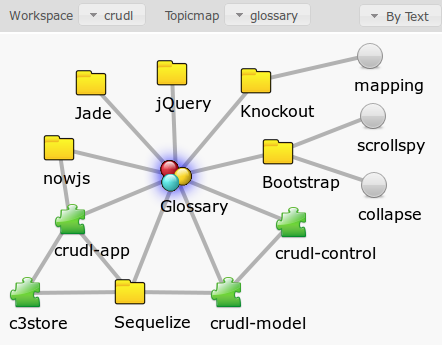 Workspace crudl Topicmap glossary By Text
mapping
Jade jQuery Knockout
scrollspy
nowjs Bootstrap
Glossary collapse
crudl-app crudl-control
c3store Sequelize crudl-model